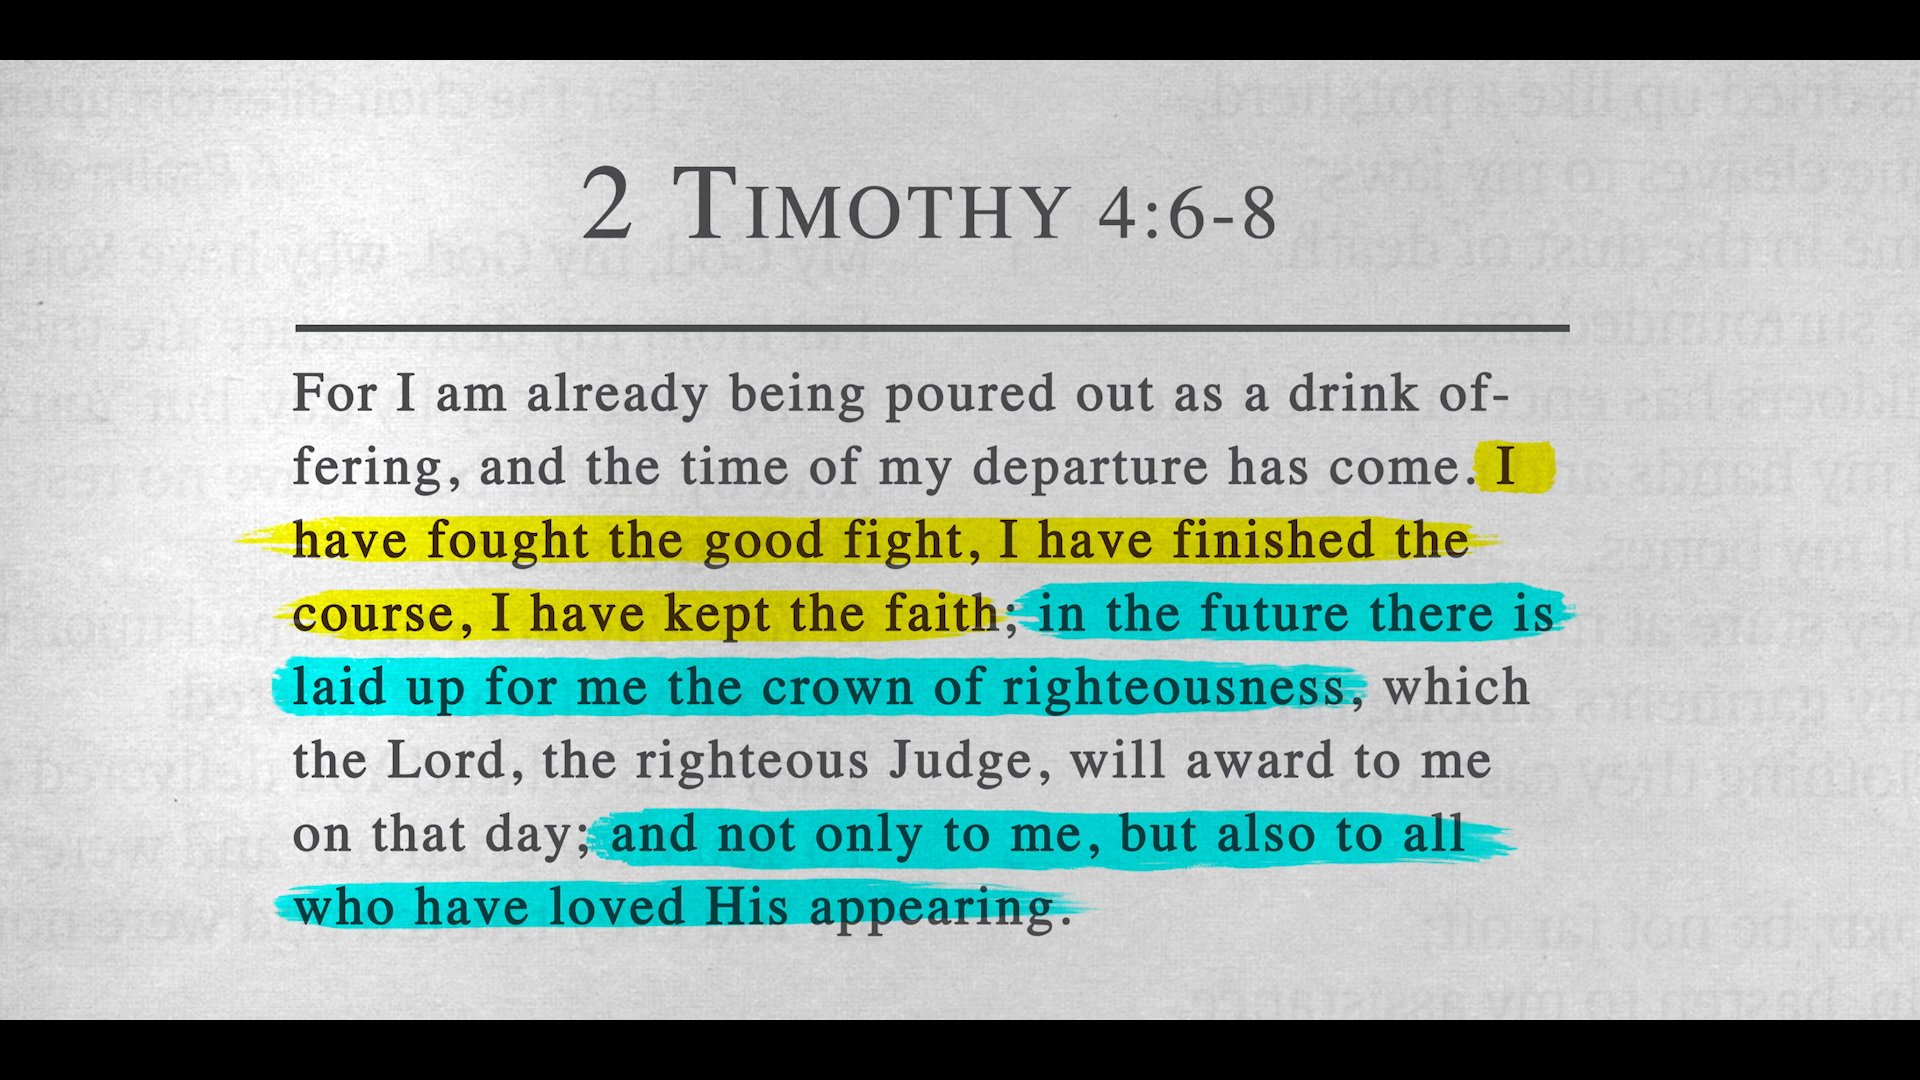 2 TIMOTHY 4:6-8
For I am already being poured out as a drink of-
fering, and the time of my departure has come. I
have fought the good fight, I have finished the
course, I have kept the faith; in the future there is
laid up for me the crown of righteousness, which
the Lord, the righteous Judge, will award to me
on that day; and not only to me, but also to all
who have loved His appearing.